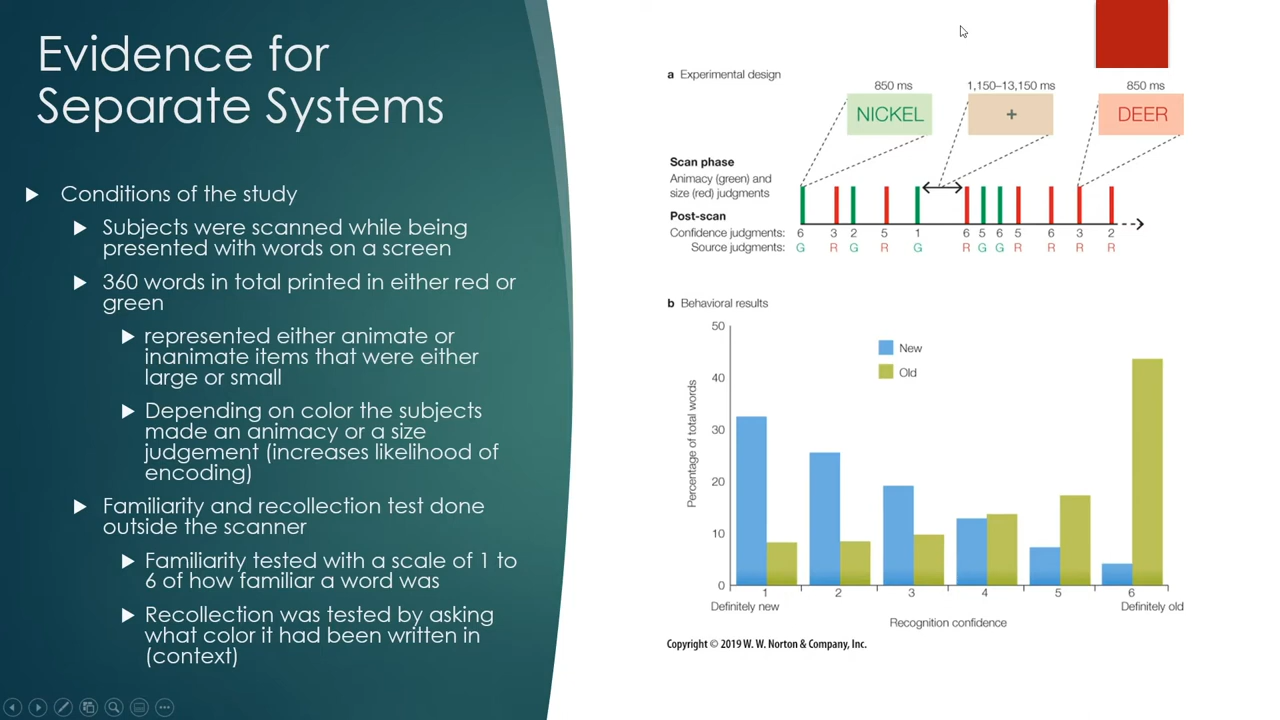 Evidence for
Separate Systems
Conditions of the study
Subjects were scanned while being
presented with words on a screen
360 words in total printed in either red or
green
represented either animate or
inanimate items that were either
large or small
Depending on color the subjects
made an animacy or a size
judgement (increases likelihood of
encoding)
Familiarity and recollection test done
outside the scanner
Familiarity tested with a scale of 1 to
6 of how familiar a word was
Recollection was tested by asking
what color it had been written in
(context)
a Experimental design
850 ms 1,150–13,150 ms 850 ms
NICKEL + DEER
Scan phase
Animacy (green) and
size (red) judgments
Post-scan
Confidence judgments: 6 3 2 5 1 6 5 6 5 6 3 2
Source judgments: G R G R G R G G R R R R
b Behavioral results
50
40
30
20
10
0
Percentage of total words
New
Old
1 2 3 4 5 6
Definitely new Definitely old
Recognition confidence
Copyright © 2019 W. W. Norton & Company, Inc.